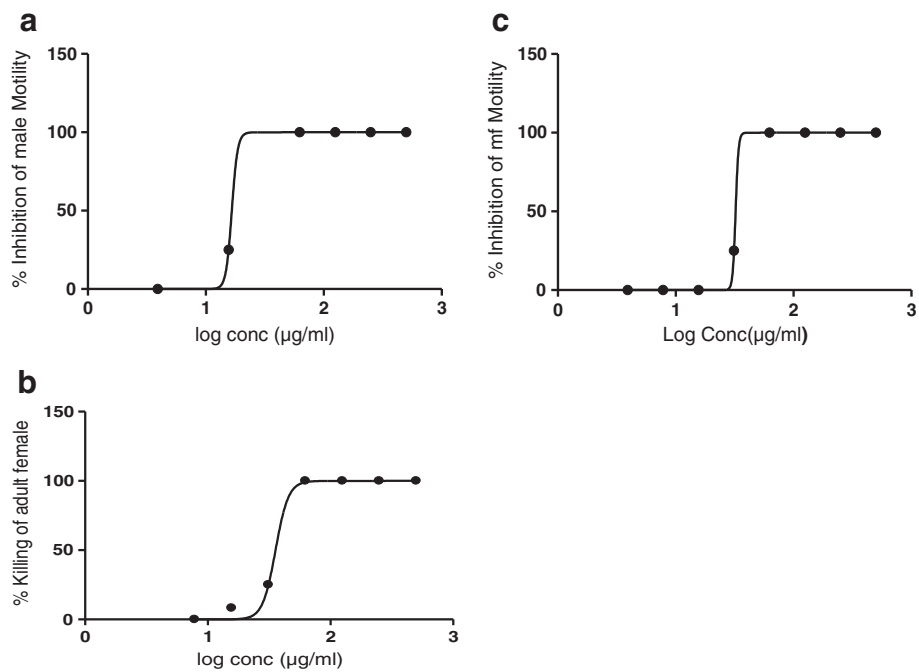 a
% Inhibition of male Motility
150
100
50
0
0 1 2 3
log conc (µg/ml)
c
% Inhibition of mf Motility
150
100
50
0
0 1 2 3
Log Conc(µg/ml)
b
% Killing of adult female
150
100
50
0
0 1 2 3
log conc (µg/ml)